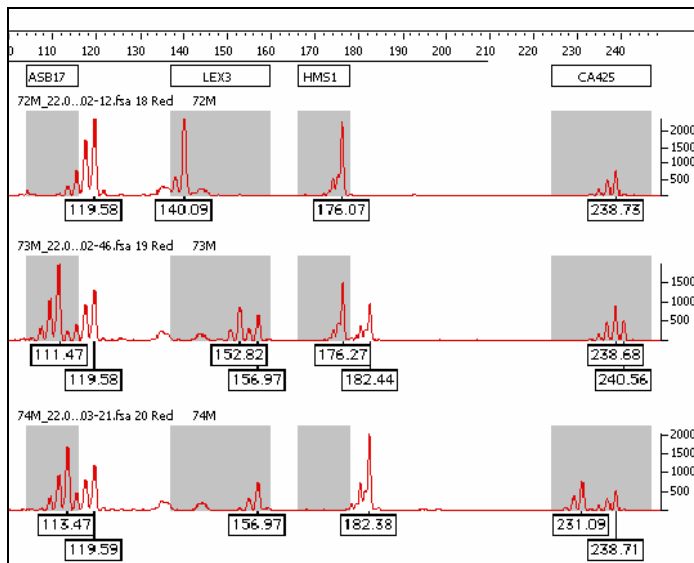 00 110 120 130 140 150 160 170 180 190 200 210 220 230 240
ASB17 LEX3 HMS1 CA425
72M_22.0...02-12.fsa 18 Red 72M
2000
1500
1000
500
119.58 140.09 176.07 238.73
73M_22.0...02-46.fsa 19 Red 73M
1500
1000
500
111.47 152.82 176.27 238.68
119.58 156.97 182.44 240.56
74M_22.0...03-21.fsa 20 Red 74M
2000
1500
1000
500
113.47 156.97 182.38 231.09
119.59 238.71